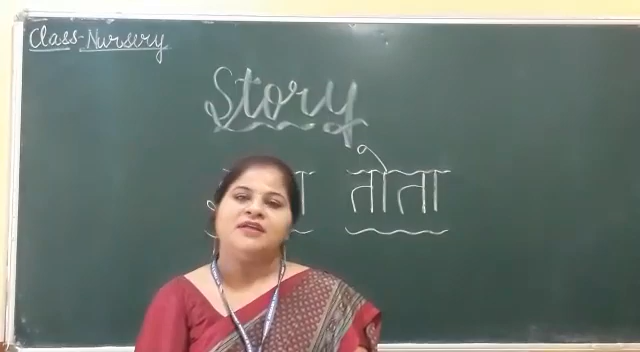 Class-Nursery
Story
तोता